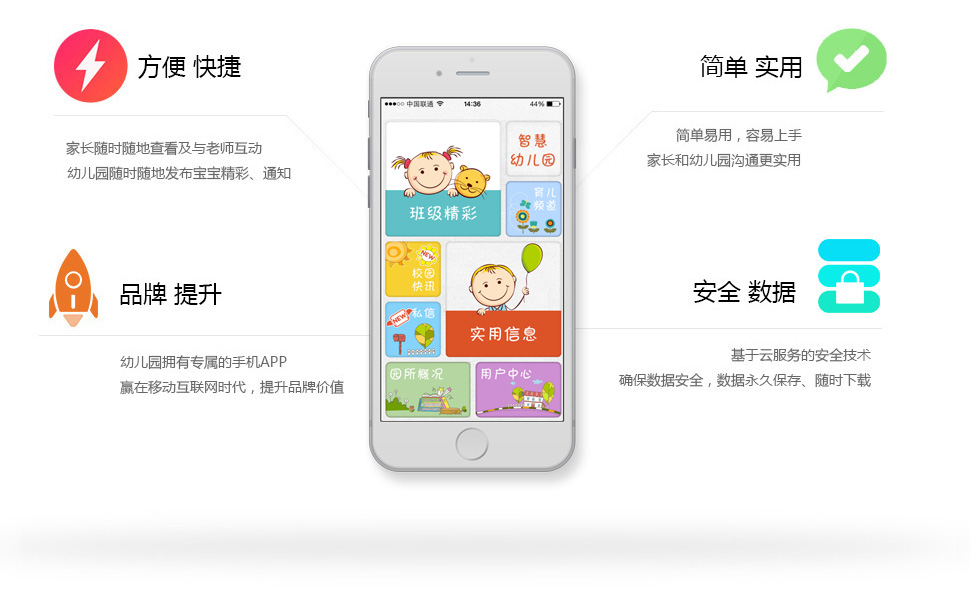 方便 快捷
家长随时随地查看及与老师互动
幼儿园随时随地发布宝宝精彩、通知
品牌 提升
幼儿园拥有专属的手机APP
赢在移动互联网时代，提升品牌价值
中国联通
14:36
44%
智慧
幼儿园
班级精彩
育儿
频道
NEW
校园
快讯
NEW
私信
实用信息
园所概况
用户中心
简单 实用
简单易用，容易上手
家长和幼儿园沟通更实用
安全 数据
基于云服务的安全技术
确保数据安全，数据永久保存、随时下载